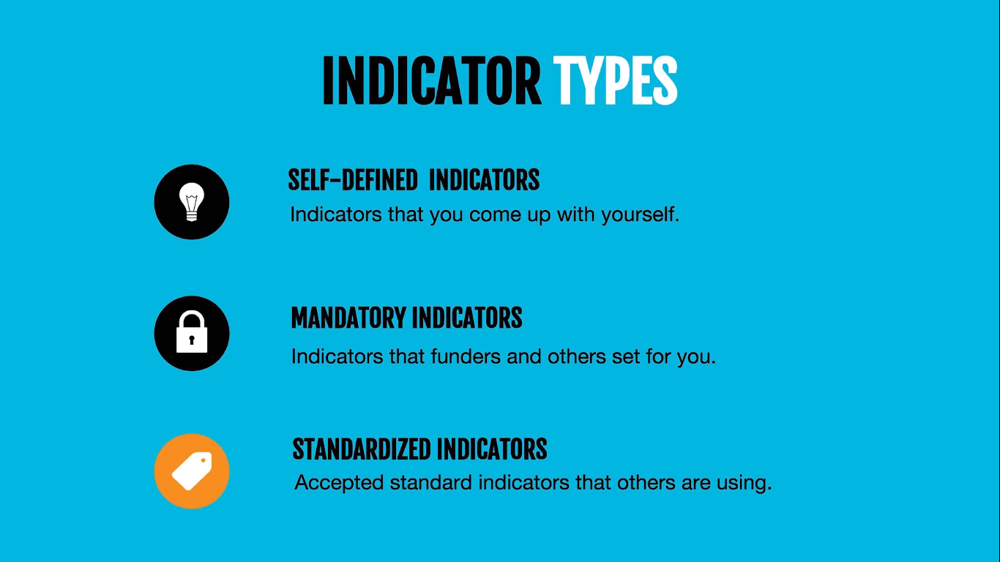 INDICATOR TYPES
SELF-DEFINED INDICATORS
Indicators that you come up with yourself.
MANDATORY INDICATORS
Indicators that funders and others set for you.
STANDARDIZED INDICATORS
Accepted standard indicators that others are using.